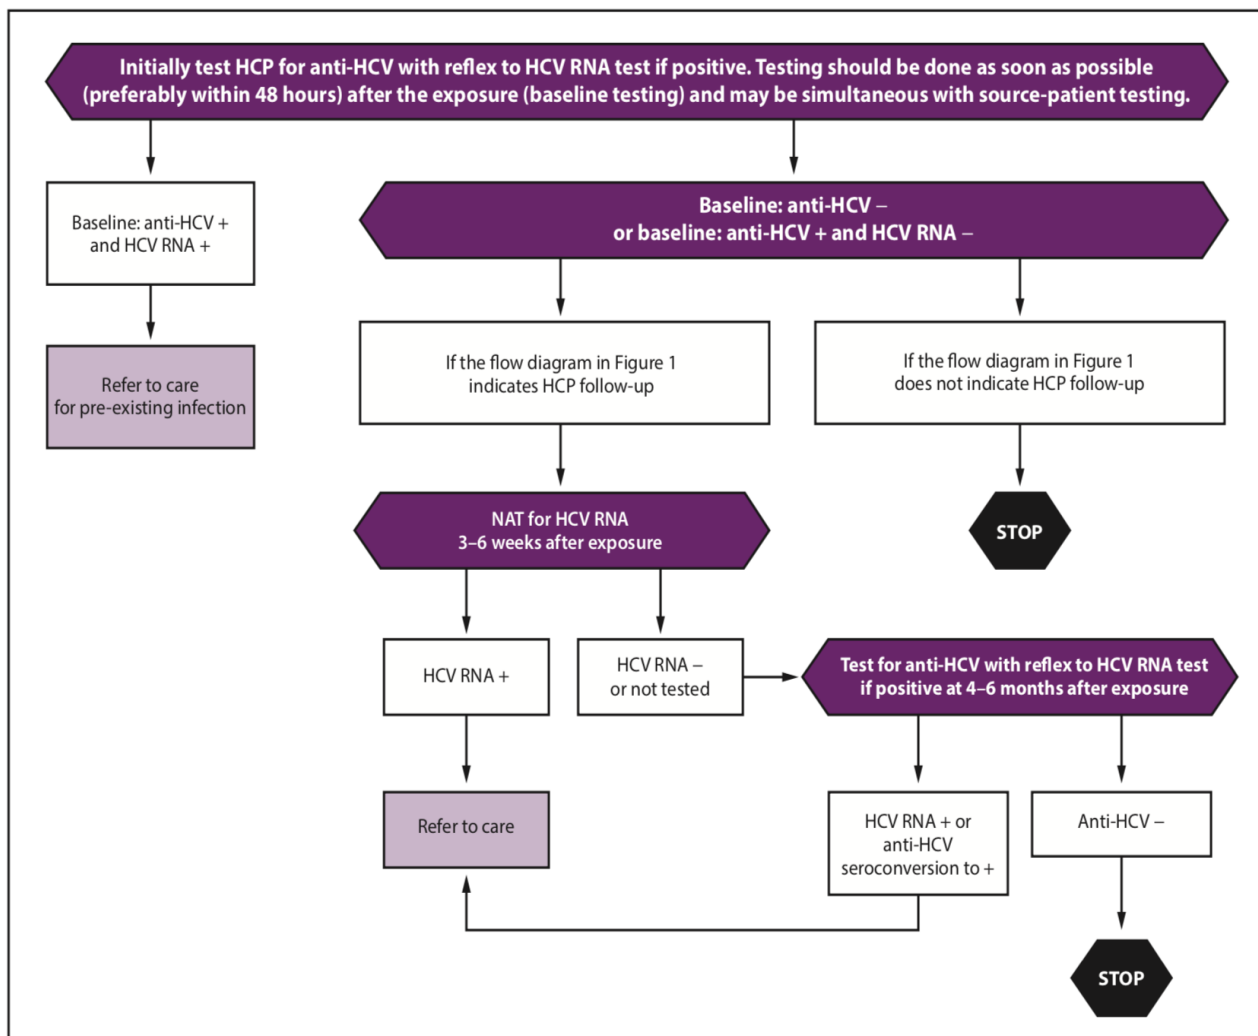 Initially test HCP for anti-HCV with reflex to HCV RNA test if positive. Testing should be done as soon as possible
(preferably within 48 hours) after the exposure (baseline testing) and may be simultaneous with source-patient testing.
Baseline: anti-HCV +
and HCV RNA +
Refer to care
for pre-existing infection
Baseline: anti-HCV –
or baseline: anti-HCV + and HCV RNA –
If the flow diagram in Figure 1
indicates HCP follow-up
If the flow diagram in Figure 1
does not indicate HCP follow-up
STOP
NAT for HCV RNA
3–6 weeks after exposure
HCV RNA +
HCV RNA –
or not tested
Test for anti-HCV with reflex to HCV RNA test
if positive at 4–6 months after exposure
Refer to care
HCV RNA + or
anti-HCV
seroconversion to +
Anti-HCV –
STOP